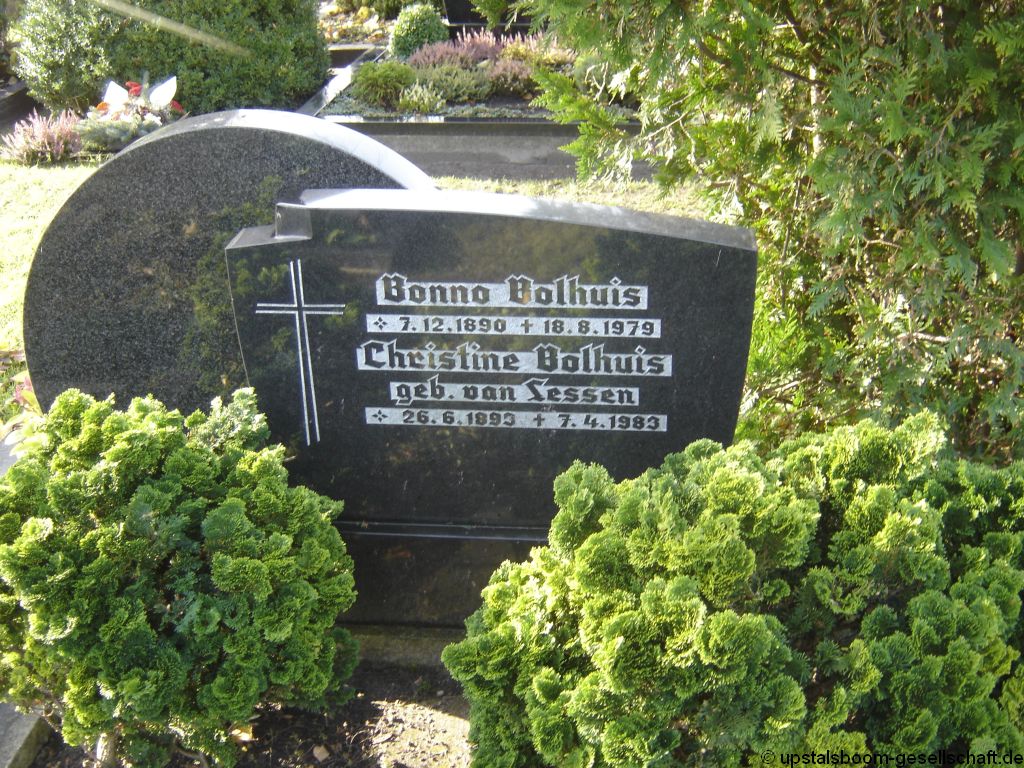 Bonno Bolhuis
7.12.1890 ✝ 18.8.1979
Christine Bolhuis
geb. van Lessen
26.6.1893 ✝ 7.4.1983
© upstalsboom-gesellschaft.de